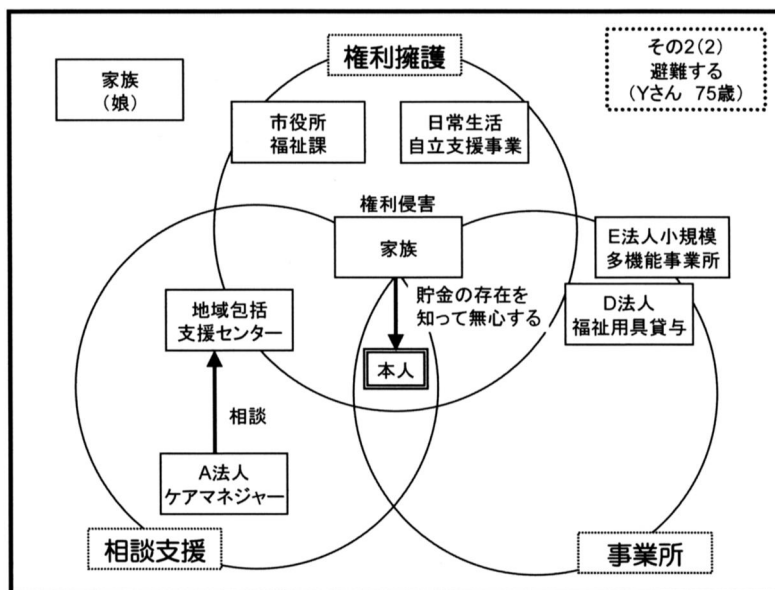 権利擁護
その2(2)
避難する
(Yさん 75歳)
家族
(娘)
市役所
福祉課
日常生活
自立支援事業
権利侵害
家族
E法人小規模
多機能事業所
貯金の存在を
知って無心する
D法人
福祉用具貸与
地域包括
支援センター
本人
相談
A法人
ケアマネジャー
相談支援
事業所